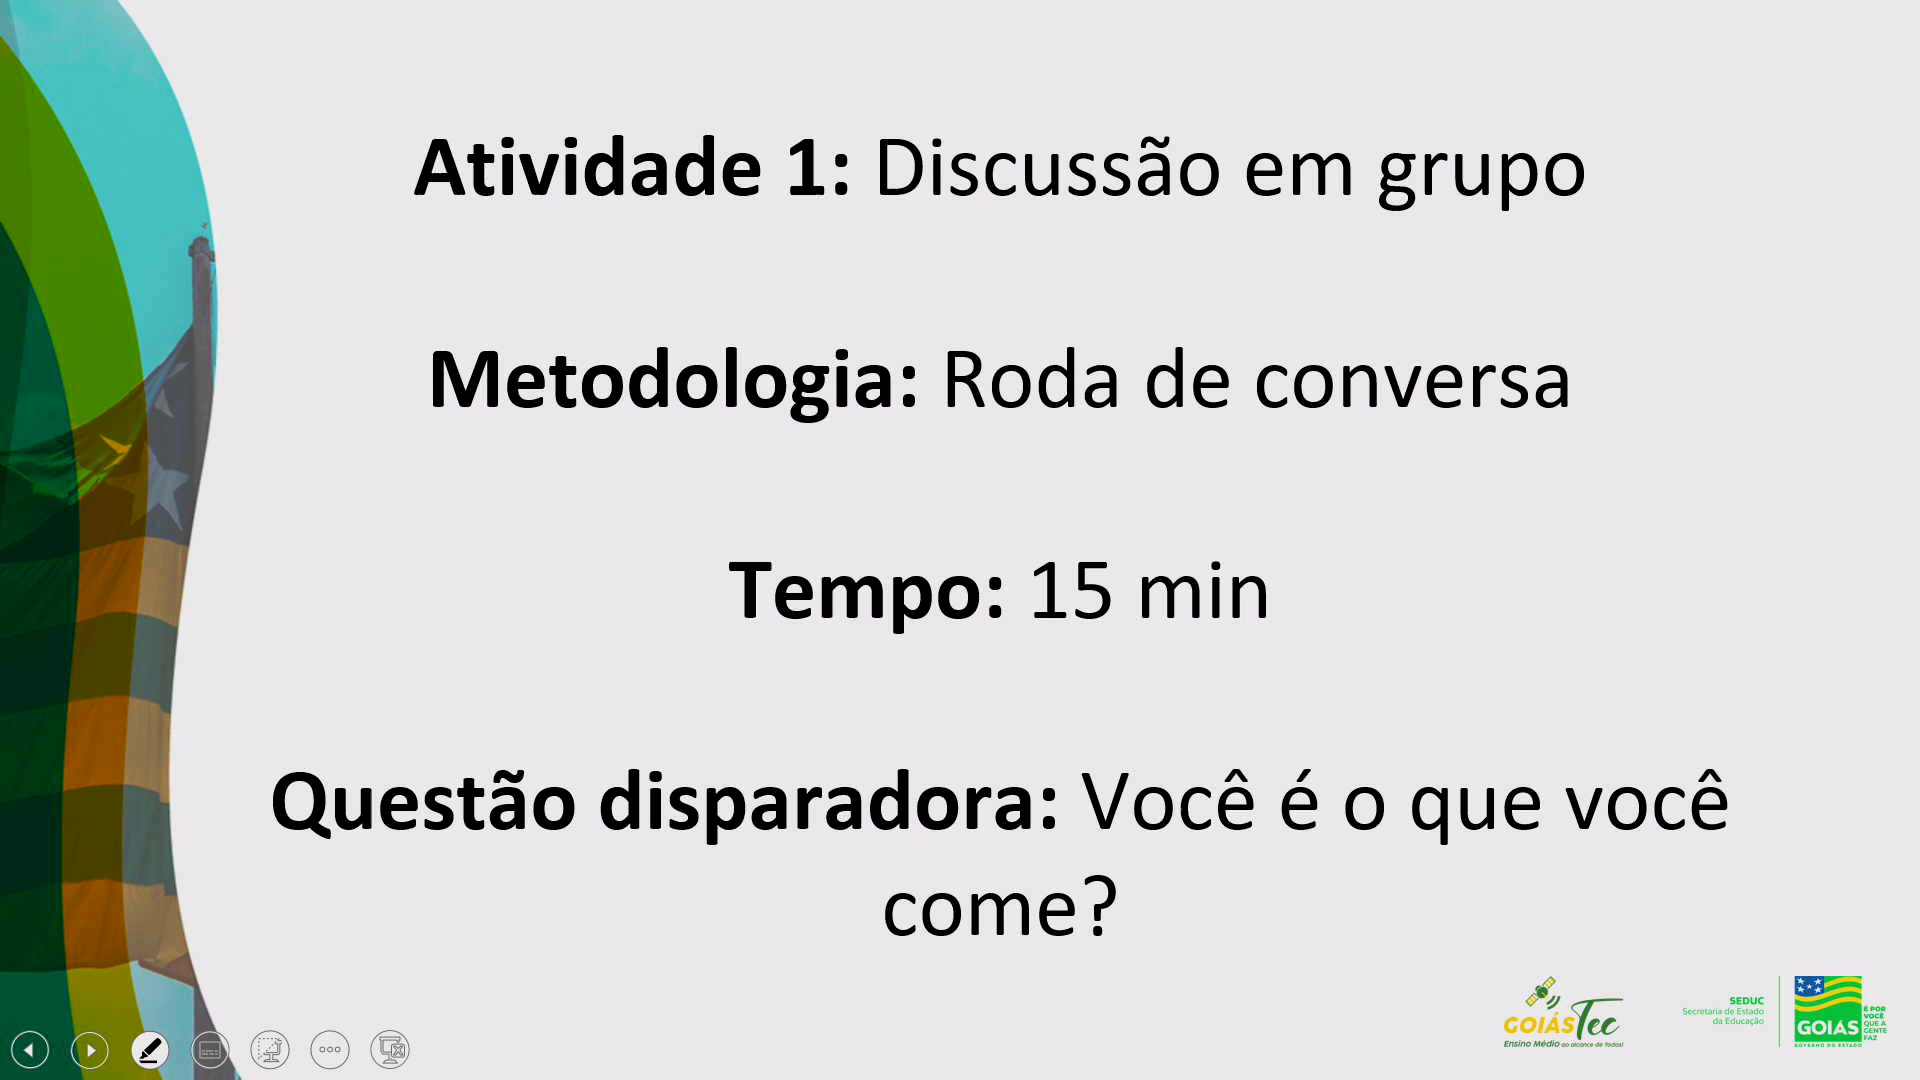 Atividade 1: Discussão em grupo
Metodologia: Roda de conversa
Tempo: 15 min
Questão disparadora: Você é o que você
come?
GOIÁSTec
Ensino Médio ao alcance de Todos!
SEDUC
Secretaria de Estado
da Educação
GOIÁS
GOVERNO DO ESTADO
É POR
VOCÊ
QUE A
GENTE
FAZ